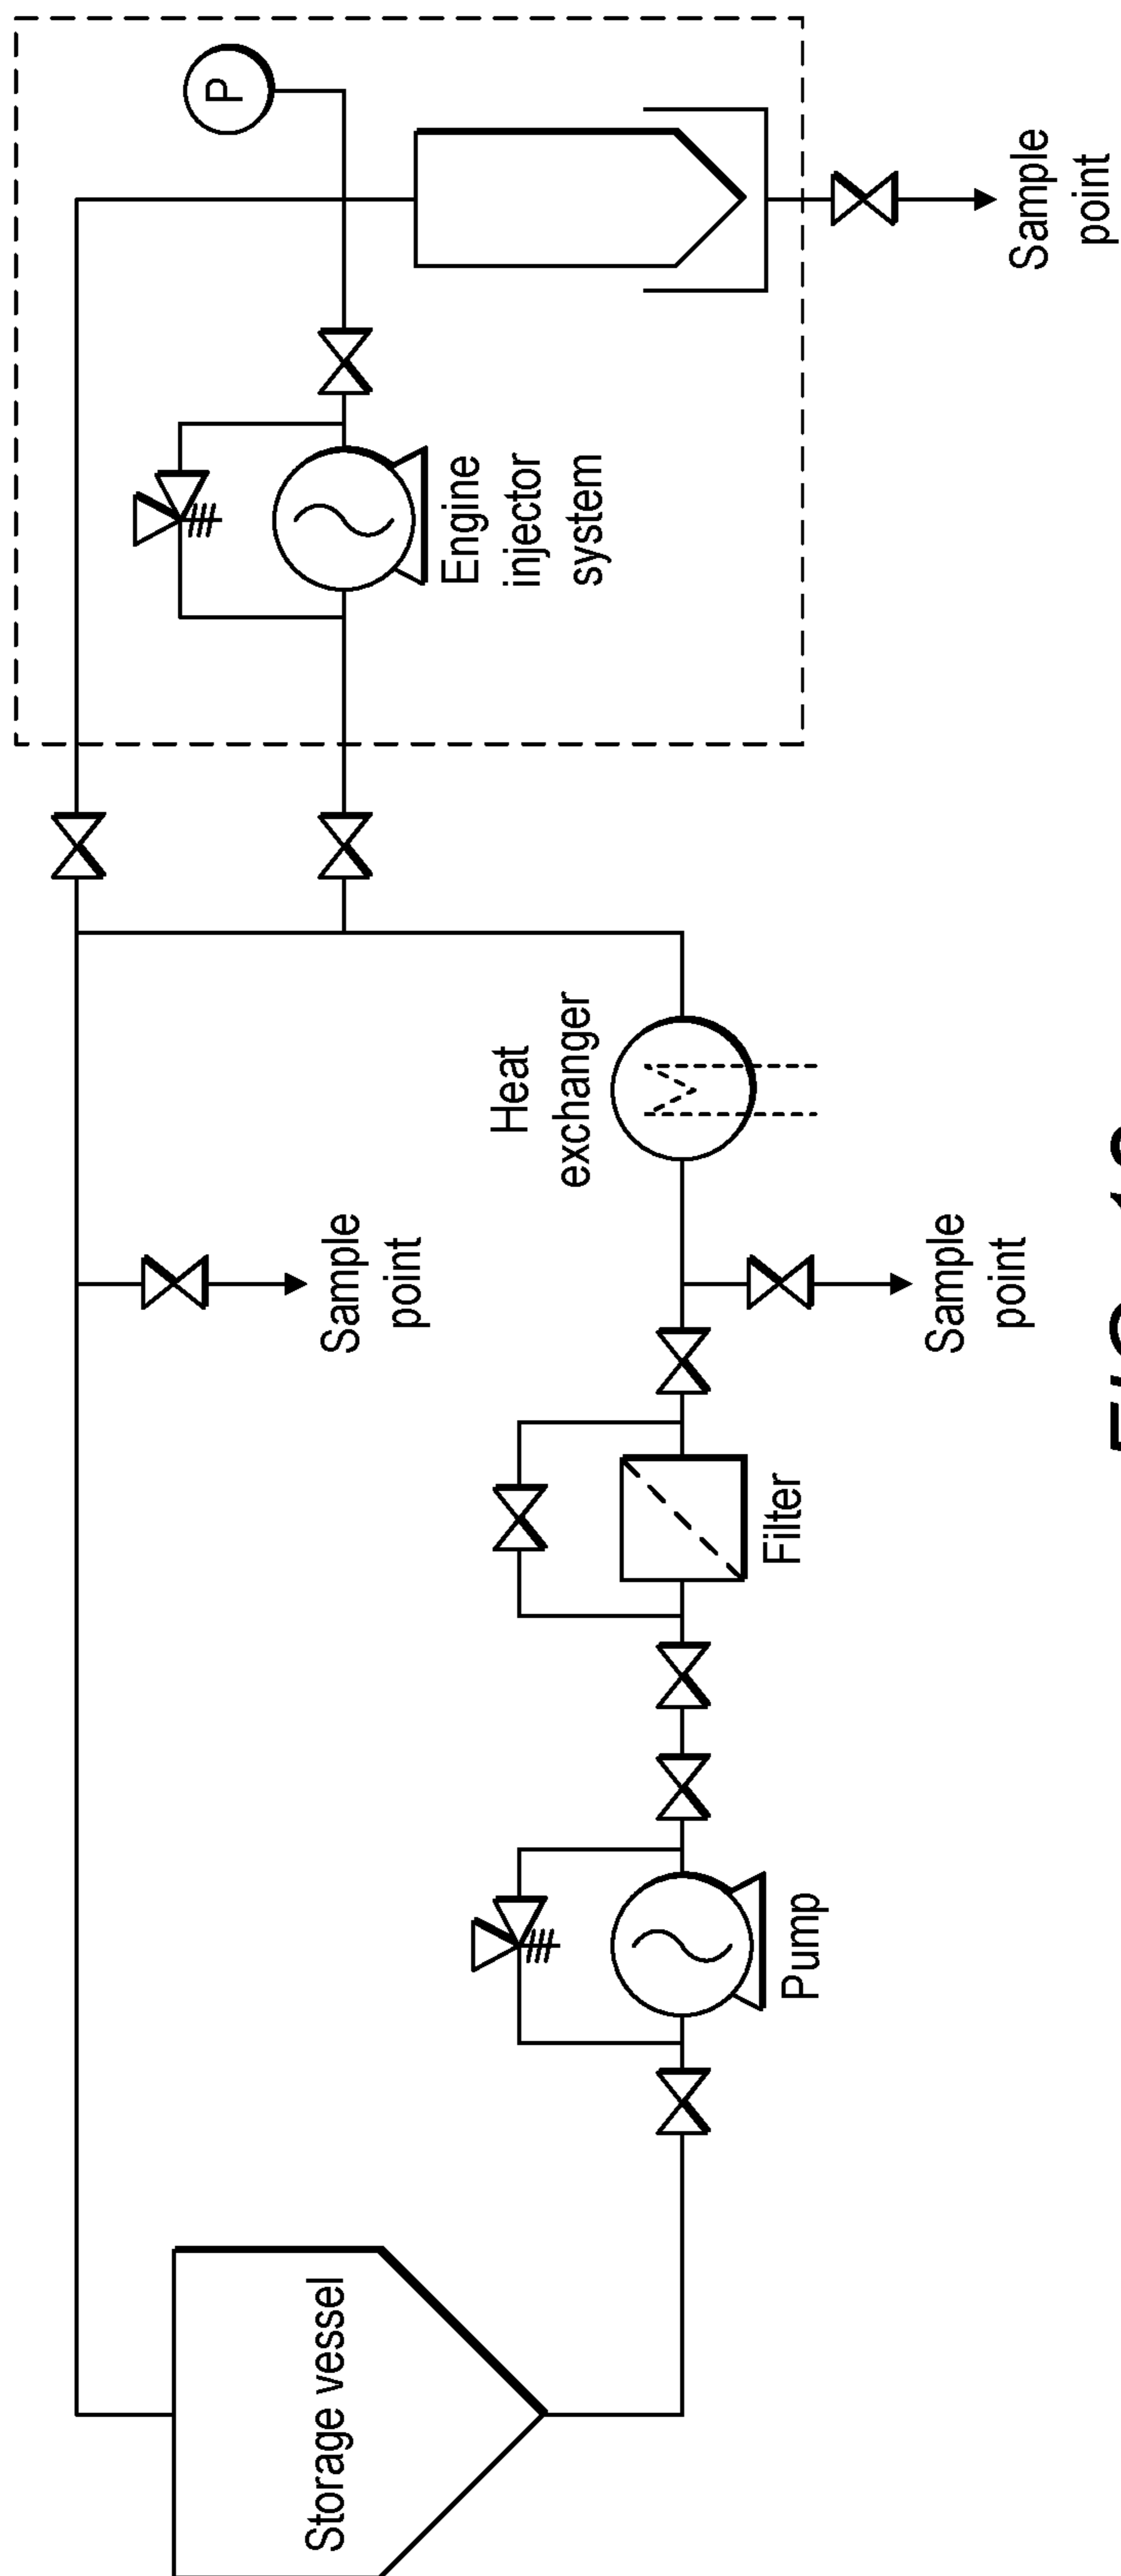 Storage vessel
Pump
Filter
Sample
point
Heat
exchanger
Sample
point
Engine
injector
system
P
Sample
point